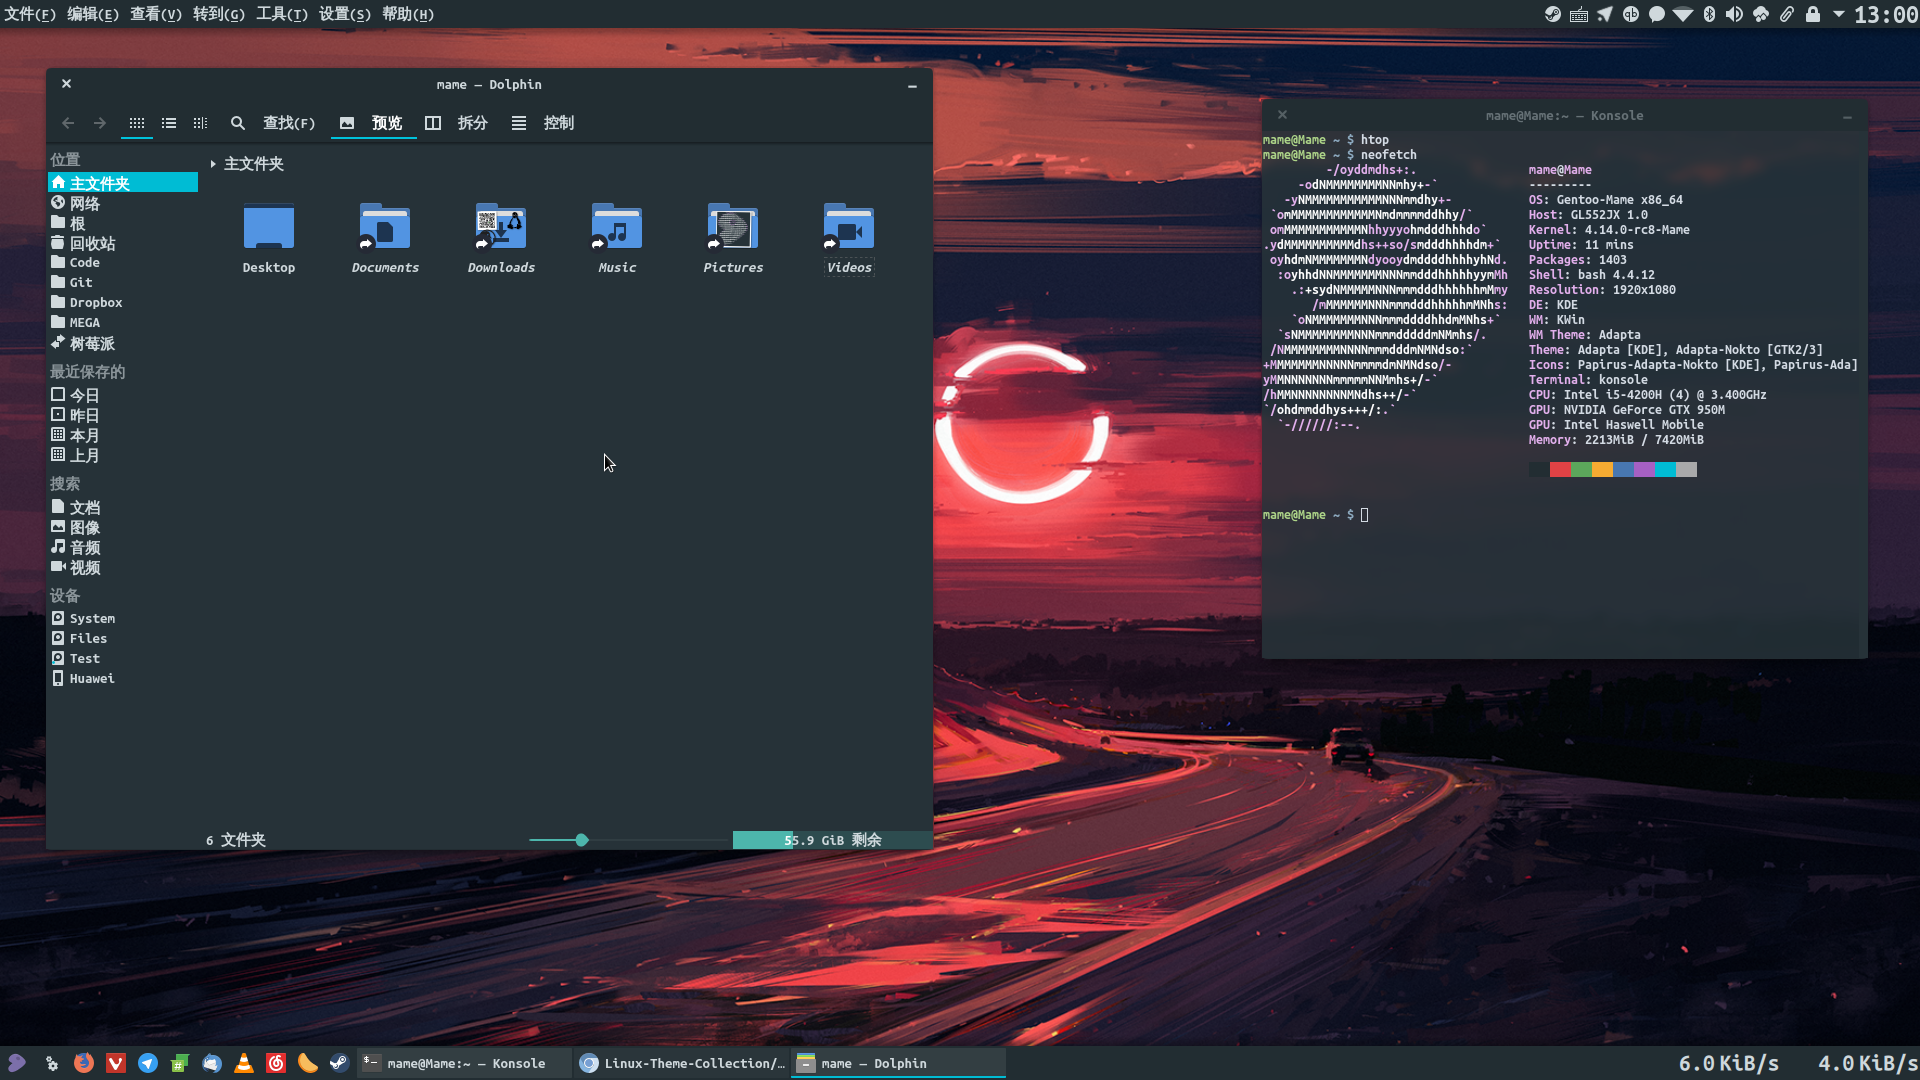 文件(F) 编辑(E) 查看(V) 转到(G) 工具(T) 设置(S) 帮助(H)
13:00
mame — Dolphin
查找(F) 预览 拆分 控制
位置
主文件夹
网络
根
回收站
Code
Git
Dropbox
MEGA
树莓派
最近保存的
今日
昨日
本月
上月
搜索
文档
图像
音频
视频
设备
System
Files
Test
Huawei
主文件夹
Desktop Documents Downloads Music Pictures Videos
6 文件夹
55.9 GiB 剩余
mame@Mame:~ — Konsole
mame@Mame ~ $ htop
mame@Mame ~ $ neofetch
mame@Mame
---------
OS: Gentoo-Mame x86_64
Host: GL552JX 1.0
Kernel: 4.14.0-rc8-Mame
Uptime: 11 mins
Packages: 1403
Shell: bash 4.4.12
Resolution: 1920x1080
DE: KDE
WM: KWin
WM Theme: Adapta
Theme: Adapta [KDE], Adapta-Nokto [GTK2/3]
Icons: Papirus-Adapta-Nokto [KDE], Papirus-Ada]
Terminal: konsole
CPU: Intel i5-4200H (4) @ 3.400GHz
GPU: NVIDIA GeForce GTX 950M
GPU: Intel Haswell Mobile
Memory: 2213MiB / 7420MiB
mame@Mame ~ $
mame@Mame:~ — Konsole
Linux-Theme-Collection/…
mame — Dolphin
6.0 KiB/s 4.0 KiB/s